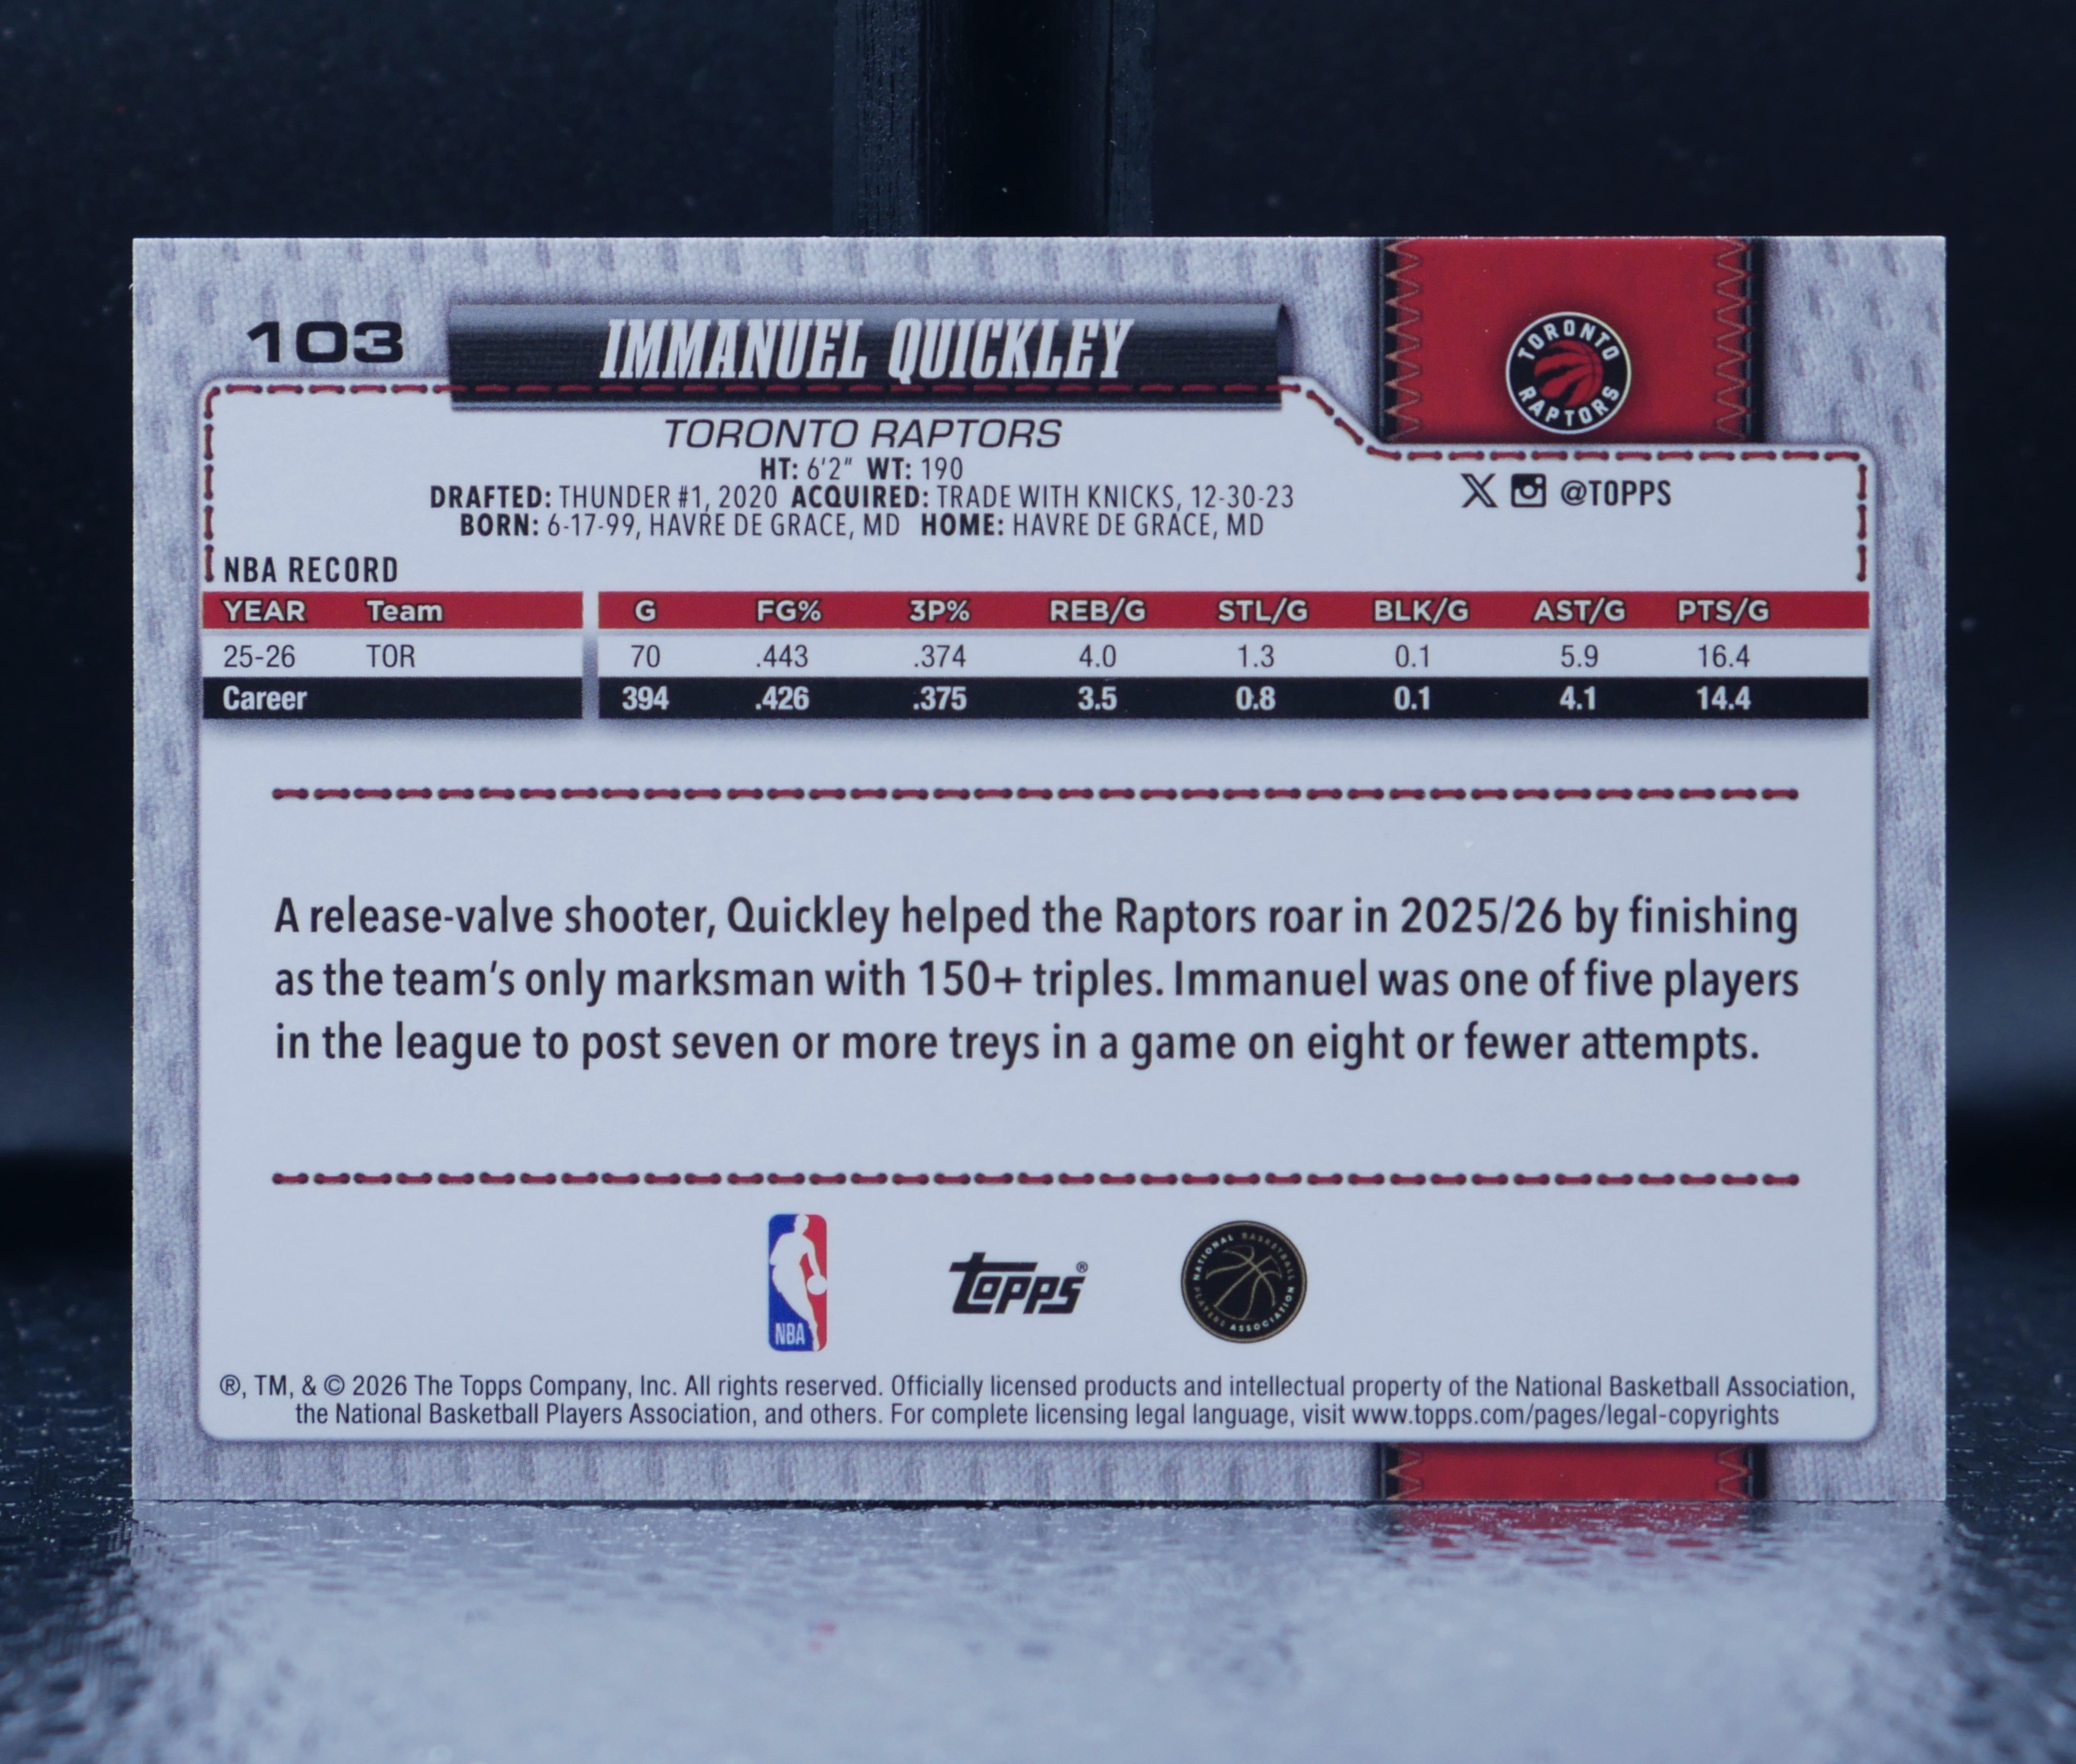 103
IMMANUEL QUICKLEY
TORONTO RAPTORS
TORONTO RAPTORS
HT: 6'2" WT: 190
DRAFTED: THUNDER #1, 2020 ACQUIRED: TRADE WITH KNICKS, 12-30-23
BORN: 6-17-99, HAVRE DE GRACE, MD HOME: HAVRE DE GRACE, MD
@TOPPS
NBA RECORD
YEAR Team G FG% 3P% REB/G STL/G BLK/G AST/G PTS/G
25-26 TOR 70 .443 .374 4.0 1.3 0.1 5.9 16.4
Career 394 .426 .375 3.5 0.8 0.1 4.1 14.4
A release-valve shooter, Quickley helped the Raptors roar in 2025/26 by finishing
as the team's only marksman with 150+ triples. Immanuel was one of five players
in the league to post seven or more treys in a game on eight or fewer attempts.
NBA
Topps®
NATIONAL BASKETBALL PLAYERS ASSOCIATION
®, TM, & © 2026 The Topps Company, Inc. All rights reserved. Officially licensed products and intellectual property of the National Basketball Association,
the National Basketball Players Association, and others. For complete licensing legal language, visit www.topps.com/pages/legal-copyrights